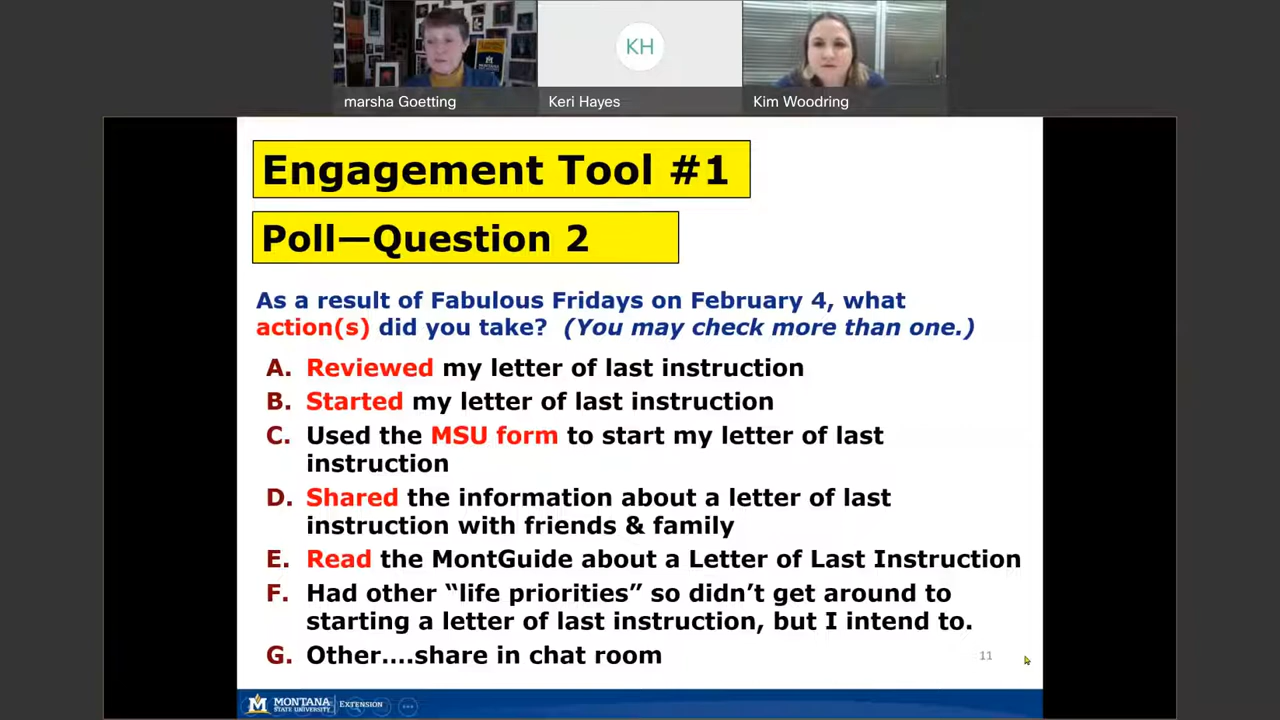 KH
marsha Goetting
Keri Hayes
Kim Woodring
Engagement Tool #1
Poll—Question 2
As a result of Fabulous Fridays on February 4, what
action(s) did you take? (You may check more than one.)
A. Reviewed my letter of last instruction
B. Started my letter of last instruction
C. Used the MSU form to start my letter of last
instruction
D. Shared the information about a letter of last
instruction with friends & family
E. Read the MontGuide about a Letter of Last Instruction
F. Had other “life priorities” so didn’t get around to
starting a letter of last instruction, but I intend to.
G. Other....share in chat room
11
MONTANA
STATE UNIVERSITY
EXTENSION